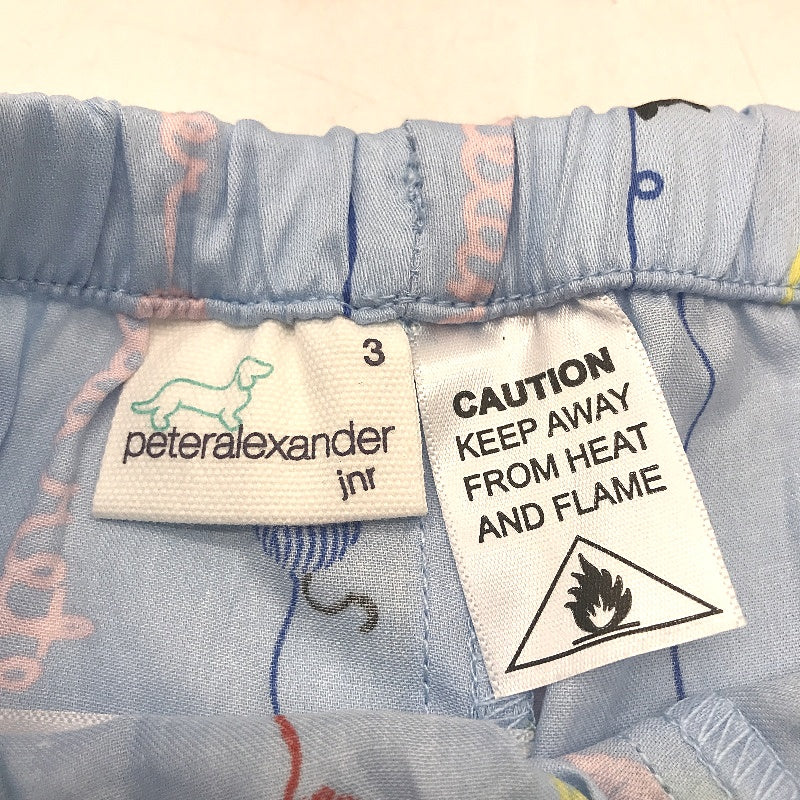 3
peteralexander
jnr
CAUTION
KEEP AWAY
FROM HEAT
AND FLAME